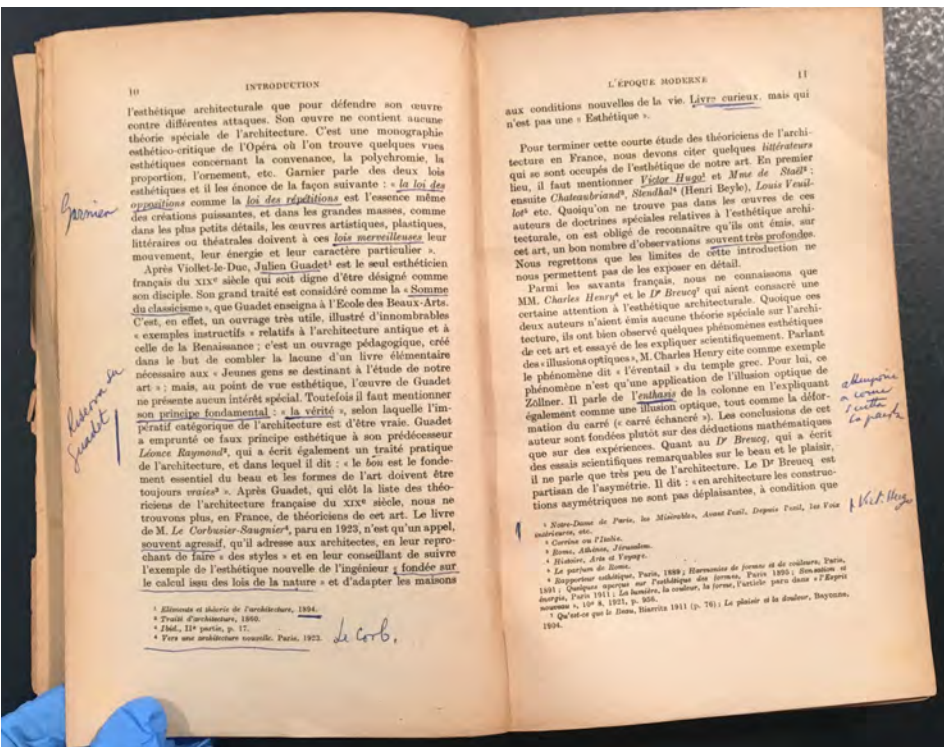 10
INTRODUCTION
l'esthétique architecturale que pour défendre son œuvre
contre différentes attaques. Son œuvre ne contient aucune
théorie spéciale de l'architecture. C'est une monographie
esthético-critique de l'Opéra où l'on trouve quelques vues
esthétiques concernant la convenance, la polychromie, la
proportion, l'ornement, etc. Garnier parle des deux lois
esthétiques et il les énonce de la façon suivante : « la loi des
oppositions comme la loi des répétitions est l'essence même
des créations puissantes, et dans les grandes masses, comme
dans les plus petits détails, les œuvres artistiques, plastiques,
littéraires ou théatrales doivent à ces lois merveilleuses leur
mouvement, leur énergie et leur caractère particulier ».
Après Viollet-le-Duc, Julien Guadet¹ est le seul esthéticien
français du XIXe siècle qui soit digne d'être désigné comme
son disciple. Son grand traité est considéré comme la « Somme
du classicisme », que Guadet enseigna à l'Ecole des Beaux-Arts.
C'est, en effet, un ouvrage très utile, illustré d'innombrables
« exemples instructifs » relatifs à l'architecture antique et à
celle de la Renaissance ; c'est un ouvrage pédagogique, créé
dans le but de combler la lacune d'un livre élémentaire
nécessaire aux « Jeunes gens se destinant à l'étude de notre
art » ; mais, au point de vue esthétique, l'œuvre de Guadet
ne présente aucun intérêt spécial. Toutefois il faut mentionner
son principe fondamental : « la vérité », selon laquelle l'im-
pératif catégorique de l'architecture est d'être vraie. Guadet
a emprunté ce faux principe esthétique à son prédécesseur
Léonce Raymond², qui a écrit également un traité pratique
de l'architecture, et dans lequel il dit : « le bon est le fonde-
ment essentiel du beau et les formes de l'art doivent être
toujours vraies³ ». Après Guadet, qui clôt la liste des théo-
riciens de l'architecture française du XIXe siècle, nous ne
trouvons plus, en France, de théoriciens de cet art. Le livre
de M. Le Corbusier-Saugnier⁴, paru en 1923, n'est qu'un appel,
souvent agressif, qu'il adresse aux architectes, en leur repro-
chant de faire « des styles » et en leur conseillant de suivre
l'exemple de l'esthétique nouvelle de l'ingénieur « fondée sur
le calcul issu des lois de la nature » et d'adapter les maisons
¹ Eléments et théorie de l'architecture, 1894.
² Traité d'architecture, 1860.
³ Ibid., IIe partie, p. 17.
⁴ Vers une architecture nouvelle. Paris, 1923.
Le Corb.
Garnier
Riserva su
Guadet
L'ÉPOQUE MODERNE
11
aux conditions nouvelles de la vie. Livre curieux, mais qui
n'est pas une « Esthétique ».
Pour terminer cette courte étude des théoriciens de l'archi-
tecture en France, nous devons citer quelques littérateurs
qui se sont occupés de l'esthétique de notre art. En premier
lieu, il faut mentionner Victor Hugo¹ et Mme de Staël² ;
ensuite Chateaubriand³, Stendhal⁴ (Henri Beyle), Louis Veuil-
lot⁵ etc. Quoiqu'on ne trouve pas dans les œuvres de ces
auteurs de doctrines spéciales relatives à l'esthétique archi-
tecturale, on est obligé de reconnaître qu'ils ont émis, sur
cet art, un bon nombre d'observations souvent très profondes.
Nous regrettons que les limites de cette introduction ne
nous permettent pas de les exposer en détail.
Parmi les savants français, nous ne connaissons que
MM. Charles Henry⁶ et le Dr Breucq⁷ qui aient consacré une
certaine attention à l'esthétique architecturale. Quoique ces
deux auteurs n'aient émis aucune théorie spéciale sur l'archi-
tecture, ils ont bien observé quelques phénomènes esthétiques
de cet art et essayé de les expliquer scientifiquement. Parlant
des « illusions optiques », M. Charles Henry cite comme exemple
le phénomène dit « l'éventail » du temple grec. Pour lui, ce
phénomène n'est qu'une application de l'illusion optique de
Zöllner. Il parle de l'enthasis de la colonne en l'expliquant
également comme une illusion optique, tout comme la défor-
mation du carré (« carré échancré »). Les conclusions de cet
auteur sont fondées plutôt sur des déductions mathématiques
que sur des expériences. Quant au Dr Breucq, qui a écrit
des essais scientifiques remarquables sur le beau et le plaisir,
il ne parle que très peu de l'architecture. Le Dr Breucq est
partisan de l'asymétrie. Il dit : « en architecture les construc-
tions asymétriques ne sont pas déplaisantes, à condition que
¹ Notre-Dame de Paris, les Misérables, Avant l'exil, Depuis l'exil, les Voix
intérieures, etc.
² Corrine ou l'Italie.
³ Rome, Athènes, Jérusalem.
⁴ Histoire, Arts et Voyage.
⁵ Le parfum de Rome.
⁶ Rapporteur esthétique, Paris, 1888 ; Harmonies de formes et de couleurs, Paris,
1891 ; Quelques aperçus sur l'esthétique des formes, Paris 1895 ; Sensation et
énergie, Paris 1911 ; La lumière, la couleur, la forme, l'article paru dans « l'Esprit
nouveau », no 8, 1921, p. 956.
⁷ Qu'est-ce que le Beau, Biarritz 1911 (p. 76) ; Le plaisir et la douleur, Bayonne,
1904.
a come
Vict. Hugo